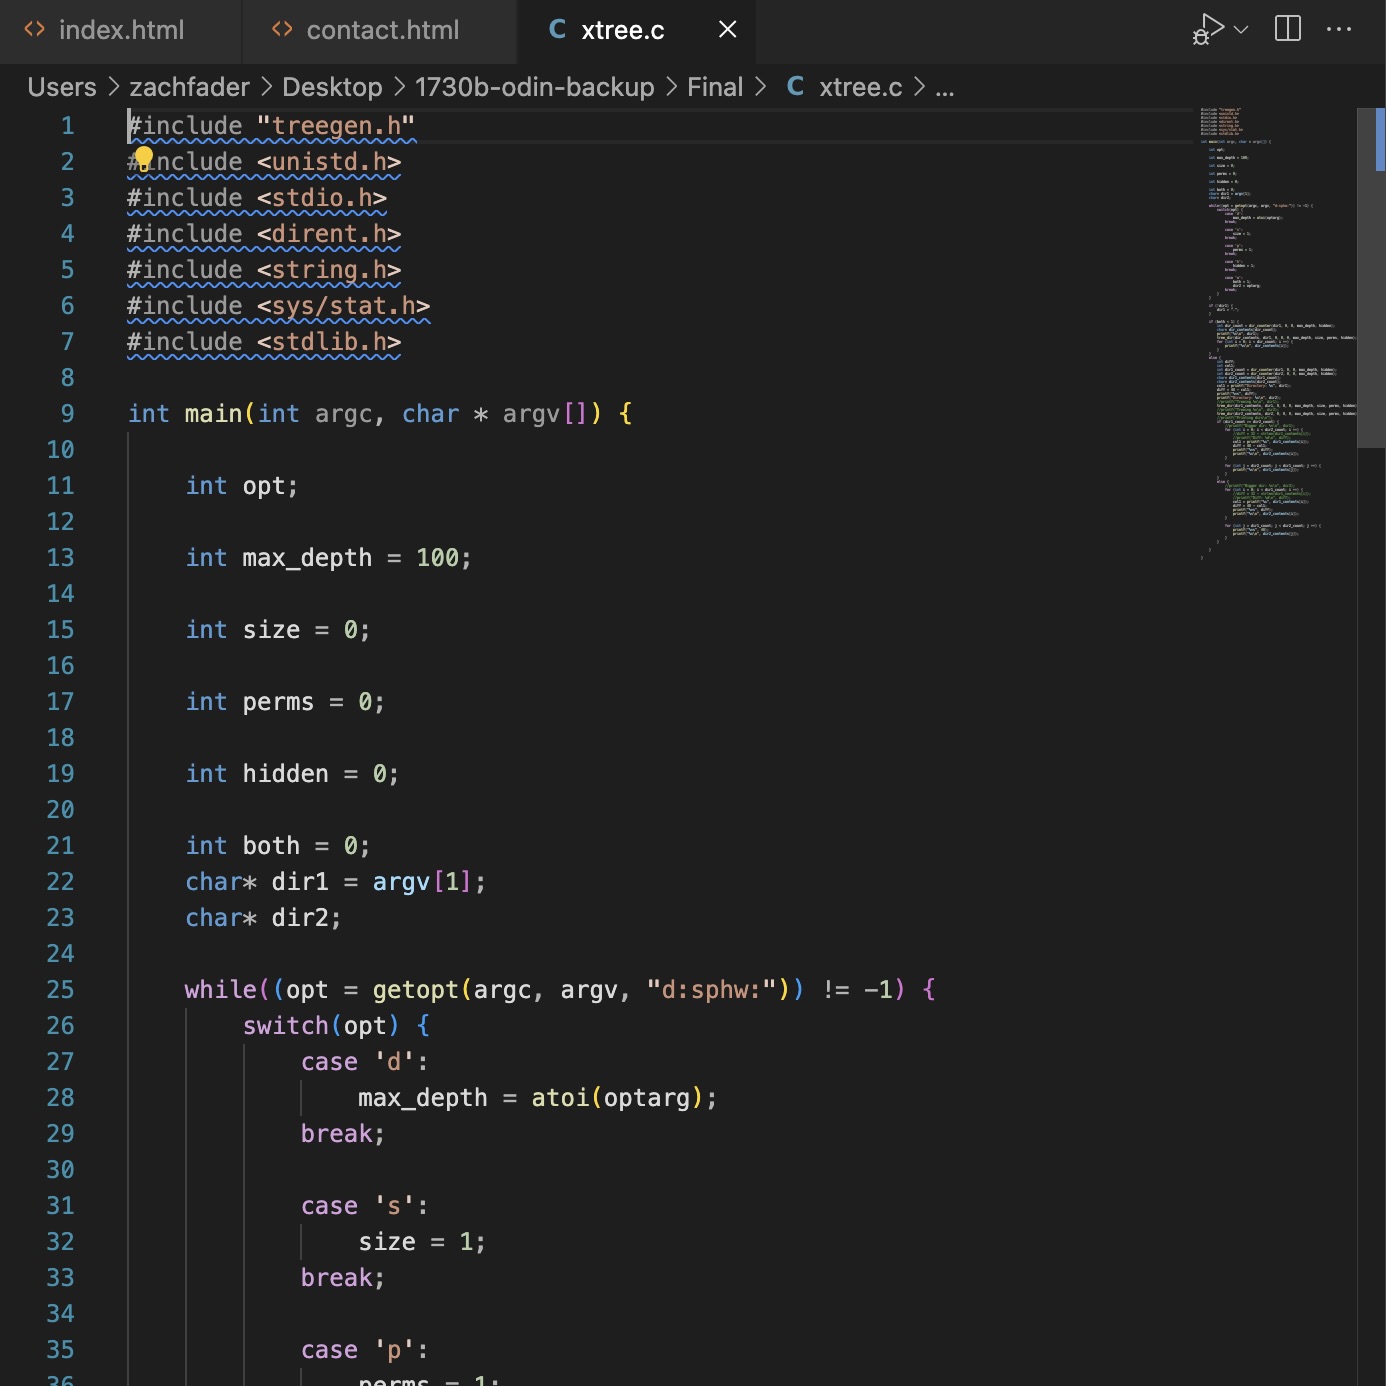 index.html contact.html C xtree.c
Users > zachfader > Desktop > 1730b-odin-backup > Final > C xtree.c > ...
1 #include "treegen.h"
2 #include <unistd.h>
3 #include <stdio.h>
4 #include <dirent.h>
5 #include <string.h>
6 #include <sys/stat.h>
7 #include <stdlib.h>
8
9 int main(int argc, char * argv[]) {
10
11 int opt;
12
13 int max_depth = 100;
14
15 int size = 0;
16
17 int perms = 0;
18
19 int hidden = 0;
20
21 int both = 0;
22 char* dir1 = argv[1];
23 char* dir2;
24
25 while((opt = getopt(argc, argv, "d:sphw:")) != -1) {
26 switch(opt) {
27 case 'd':
28 max_depth = atoi(optarg);
29 break;
30
31 case 's':
32 size = 1;
33 break;
34
35 case 'p':
36 perms = 1;